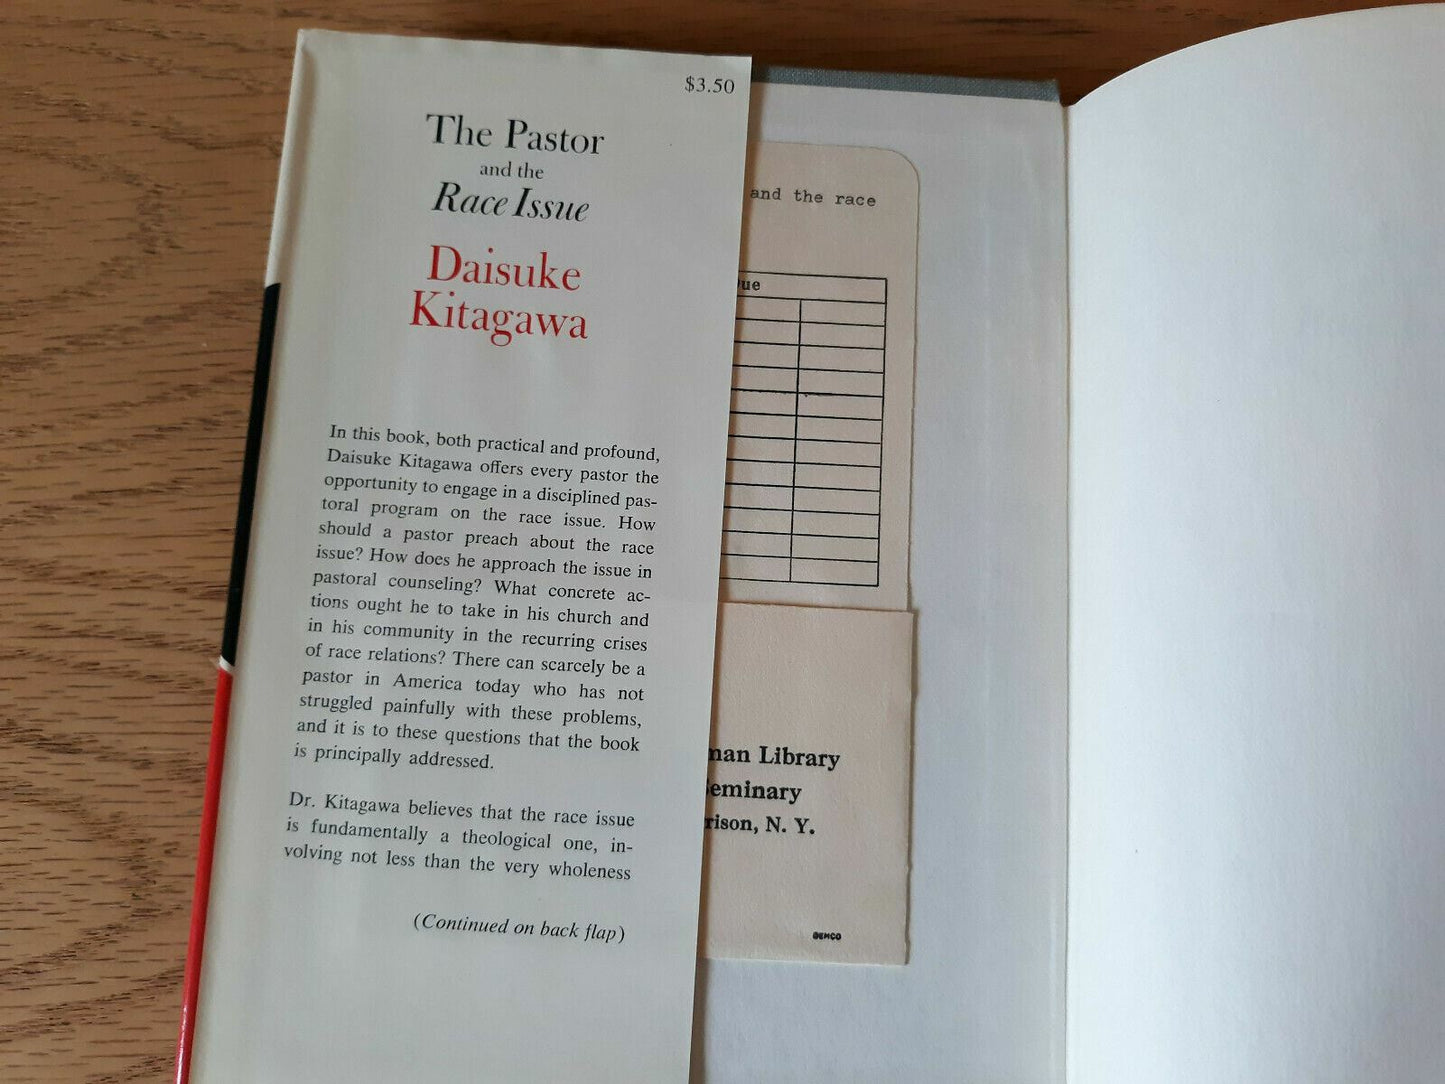 $3.50
The Pastor
and the
Race Issue
Daisuke
Kitagawa
In this book, both practical and profound,
Daisuke Kitagawa offers every pastor the
opportunity to engage in a disciplined pas-
toral program on the race issue. How
should a pastor preach about the race
issue? How does he approach the issue in
pastoral counseling? What concrete ac-
tions ought he to take in his church and
in his community in the recurring crises
of race relations? There can scarcely be a
pastor in America today who has not
struggled painfully with these problems,
and it is to these questions that the book
is principally addressed.
Dr. Kitagawa believes that the race issue
is fundamentally a theological one, in-
volving not less than the very wholeness
(Continued on back flap)
and the race
ue
man Library
eminary
rison, N. Y.
DEMCO